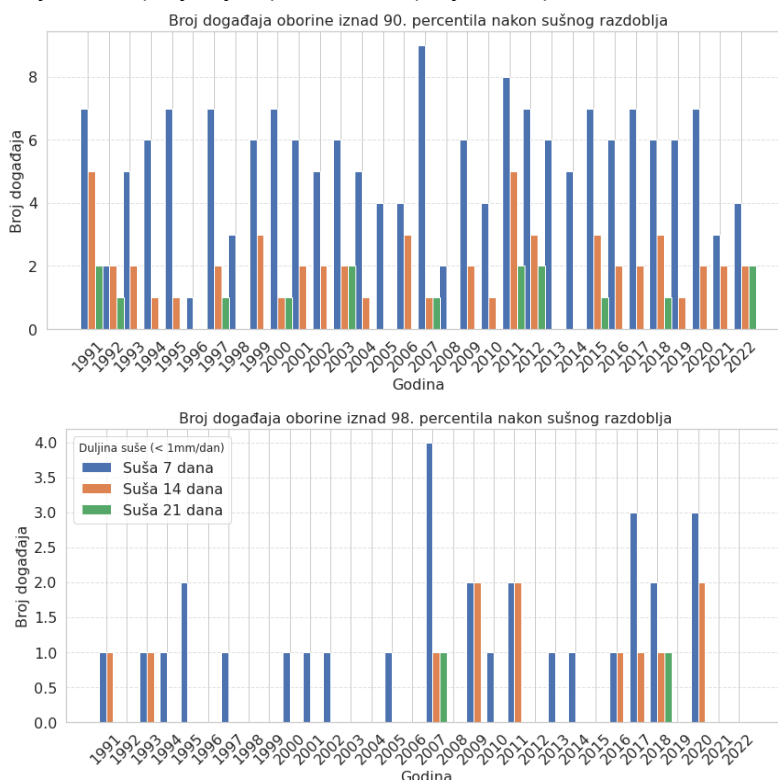 Broj događaja oborine iznad 90. percentila nakon sušnog razdoblja
Broj događaja
8
6
4
2
0
1991 1992 1993 1994 1995 1996 1997 1998 1999 2000 2001 2002 2003 2004 2005 2006 2007 2008 2009 2010 2011 2012 2013 2014 2015 2016 2017 2018 2019 2020 2021 2022
Godina
Broj događaja oborine iznad 98. percentila nakon sušnog razdoblja
Broj događaja
4.0
3.5
3.0
2.5
2.0
1.5
1.0
0.5
0.0
Duljina suše (< 1mm/dan)
Suša 7 dana
Suša 14 dana
Suša 21 dana
1991 1992 1993 1994 1995 1996 1997 1998 1999 2000 2001 2002 2003 2004 2005 2006 2007 2008 2009 2010 2011 2012 2013 2014 2015 2016 2017 2018 2019 2020 2021 2022
Godina